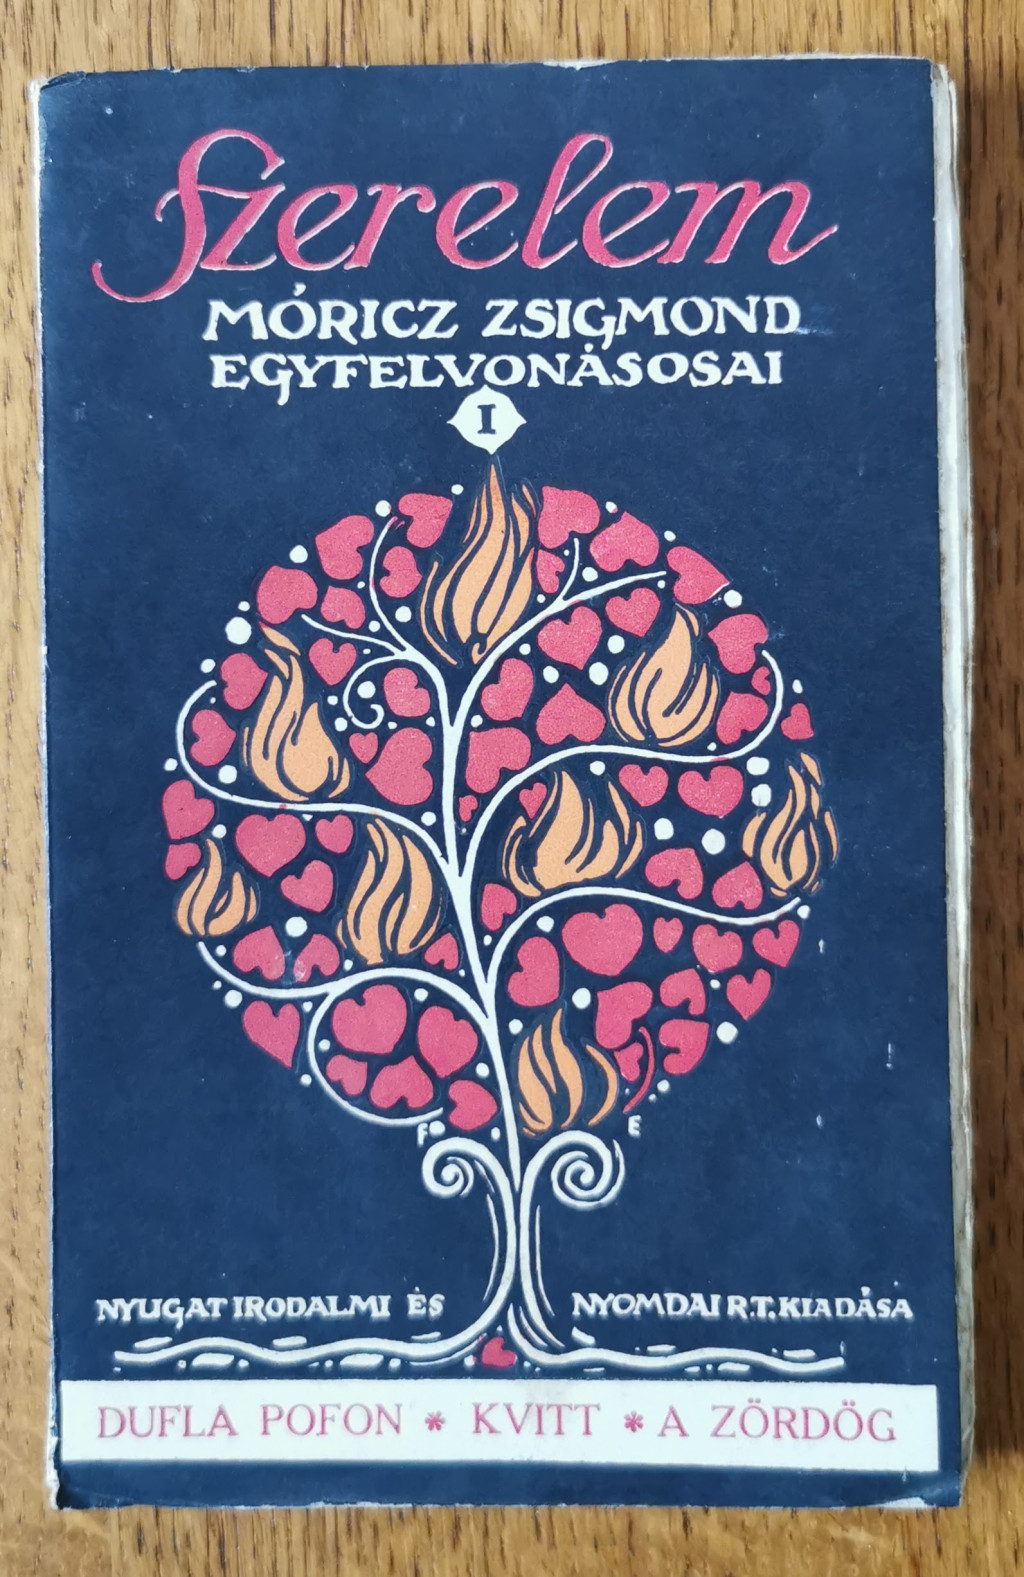 Szerelem
MÓRICZ ZSIGMOND
EGYFELVONÁSOSAI
I
F E
NYUGAT IRODALMI ÉS NYOMDAI R.T. KIADÁSA
DUFLA POFON * KVITT * A ZÖRDÖG